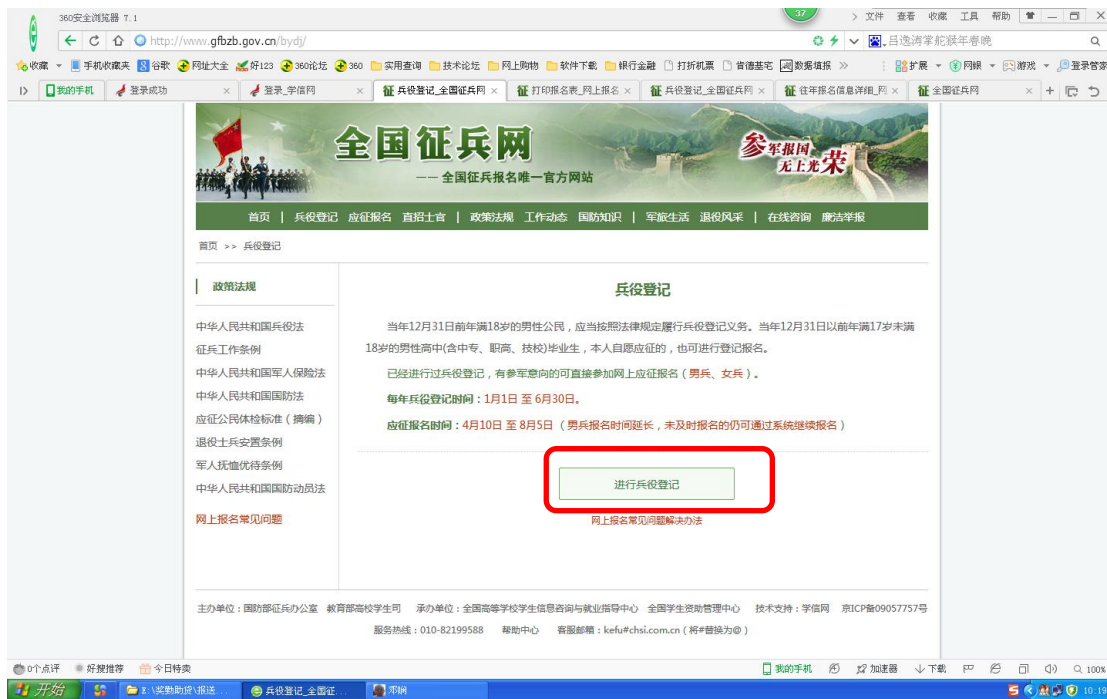 37
360安全浏览器 7.1
文件 查看 收藏 工具 帮助
http://www.gfbzb.gov.cn/bydj/
吕逸涛掌舵猴年春晚
收藏 手机收藏夹 谷歌 网址大全 好123 360论坛 360 实用查询 技术论坛 网上购物 软件下载 银行金融 打折机票 肯德基宅 数据填报 扩展 网银 游戏 登录管家
我的手机 登录成功 登录_学信网 兵役登记_全国征兵网 打印报名表_网上报名 兵役登记_全国征兵网 往年报名信息详细_网 全国征兵网
全国征兵网
—— 全国征兵报名唯一官方网站
参军报国
无上光荣
首页 | 兵役登记 应征报名 直招士官 | 政策法规 工作动态 国防知识 | 军旅生活 退役风采 | 在线咨询 廉洁举报
首页 >> 兵役登记
政策法规
中华人民共和国兵役法
征兵工作条例
中华人民共和国军人保险法
中华人民共和国国防法
应征公民体检标准（摘编）
退役士兵安置条例
军人抚恤优待条例
中华人民共和国国防动员法
网上报名常见问题
兵役登记
当年12月31日前年满18岁的男性公民，应当按照法律规定履行兵役登记义务。当年12月31日以前年满17岁未满
18岁的男性高中(含中专、职高、技校)毕业生，本人自愿应征的，也可进行登记报名。
已经进行过兵役登记，有参军意向的可直接参加网上应征报名（男兵、女兵）。
每年兵役登记时间：1月1日 至 6月30日。
应征报名时间：4月10日 至 8月5日 （男兵报名时间延长，未及时报名的仍可通过系统继续报名）
进行兵役登记
网上报名常见问题解决办法
主办单位：国防部征兵办公室 教育部高校学生司 承办单位：全国高等学校学生信息咨询与就业指导中心 全国学生资助管理中心 技术支持：学信网 京ICP备09057757号
服务热线：010-82199588 帮助中心 客服邮箱：kefu#chsi.com.cn（将#替换为@）
0个点评 好搜推荐 今日特卖
我的手机 加速器 下载 100%
开始 E:\奖勤助贷\报送... 兵役登记_全国征... 邓娴 10:19